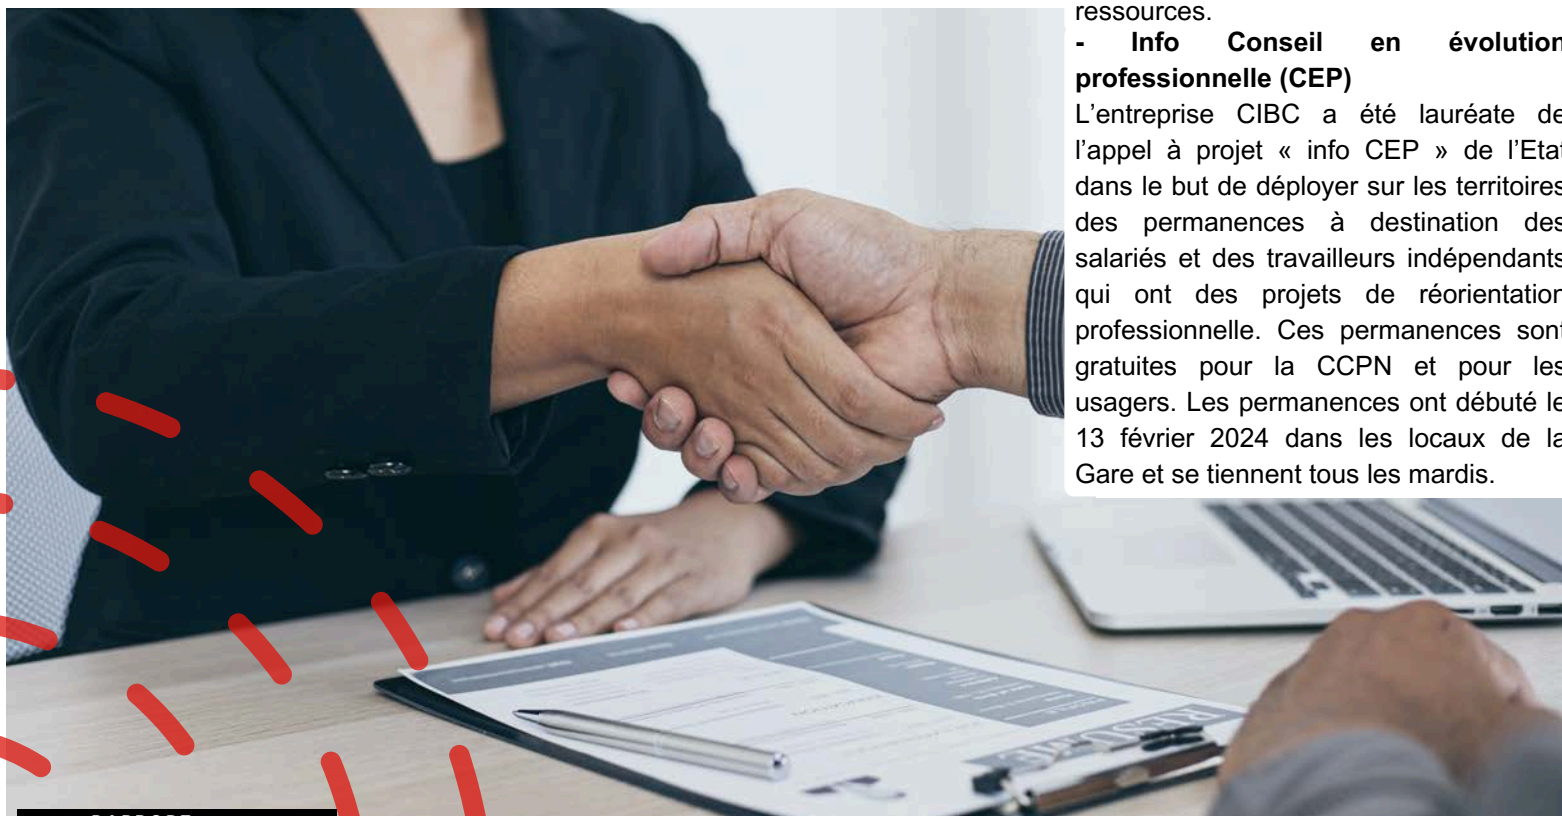 ressources.
- Info Conseil en évolution
professionnelle (CEP)
L'entreprise CIBC a été lauréate de
l'appel à projet « info CEP » de l'Etat
dans le but de déployer sur les territoires
des permanences à destination des
salariés et des travailleurs indépendants
qui ont des projets de réorientation
professionnelle. Ces permanences sont
gratuites pour la CCPN et pour les
usagers. Les permanences ont débuté le
13 février 2024 dans les locaux de la
Gare et se tiennent tous les mardis.
RESUME